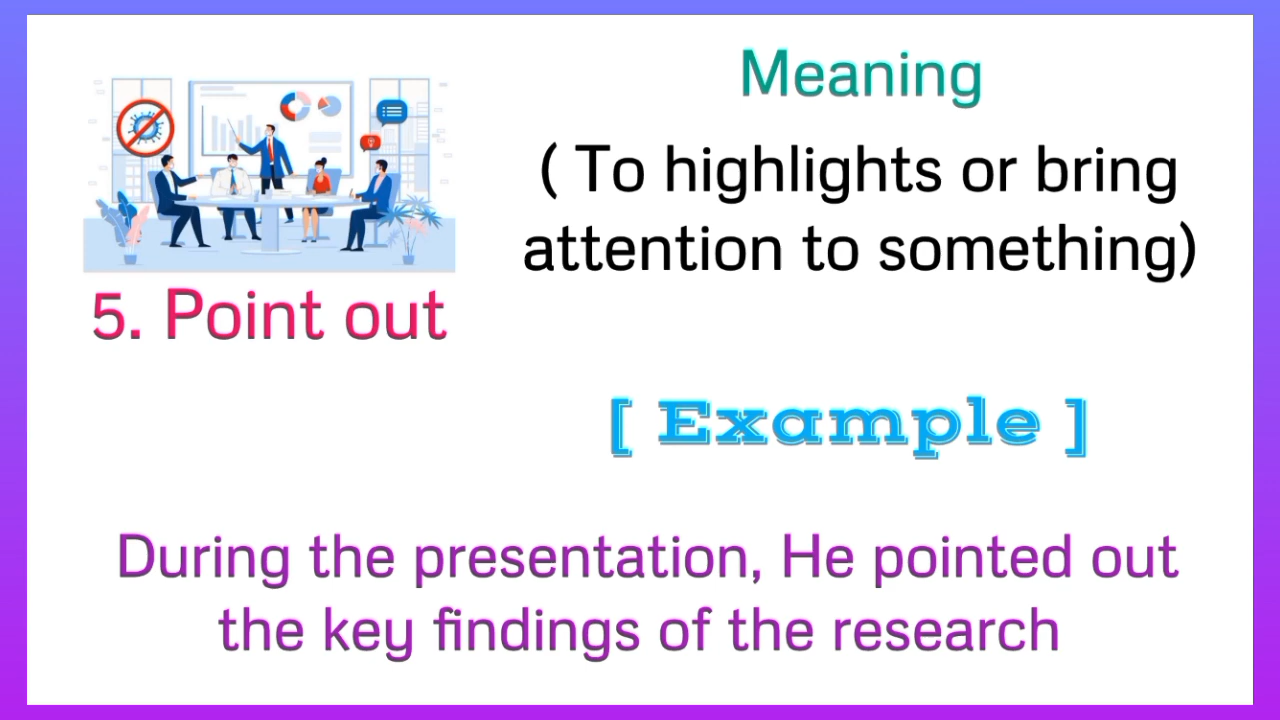 5. Point out
Meaning
( To highlights or bring
attention to something)
[ Example ]
During the presentation, He pointed out
the key findings of the research